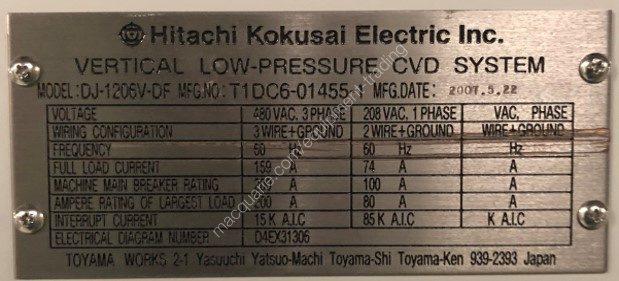 Hitachi Kokusai Electric Inc.
VERTICAL LOW-PRESSURE CVD SYSTEM
MODEL: DJ-1206V-DF MFG.NO: T1DC6-01455-1 MFG.DATE: 2007.5.22
VOLTAGE 480 VAC. 3 PHASE 208 VAC. 1 PHASE VAC. PHASE
WIRING CONFIGURATION 3 WIRE+GROUND 2 WIRE+GROUND WIRE+GROUND
FREQUENCY 60 Hz 60 Hz Hz
FULL LOAD CURRENT 159 A 74 A A
MACHINE MAIN BREAKER RATING A 100 A A
AMPERE RATING OF LARGEST LOAD A 80 A A
INTERRUPT CURRENT 15 K A.I.C 85 K A.I.C K A.I.C
ELECTRICAL DIAGRAM NUMBER D4EX31306
TOYAMA WORKS 2-1 Yasuuchi Yatsuo-Machi Toyama-Shi Toyama-Ken 939-2393 Japan
macquarie.com/equipment-trading